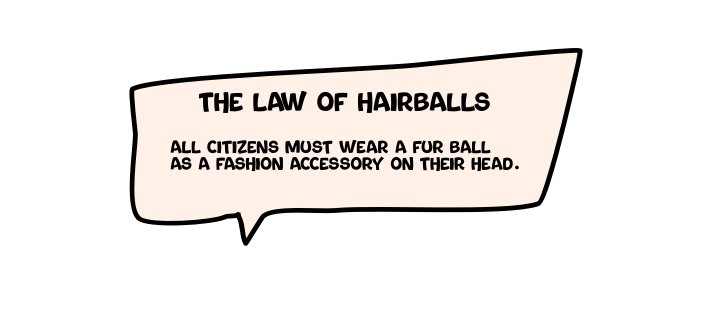 THE LAW OF HAIRBALLS
ALL CITIZENS MUST WEAR A FUR BALL
AS A FASHION ACCESSORY ON THEIR HEAD.